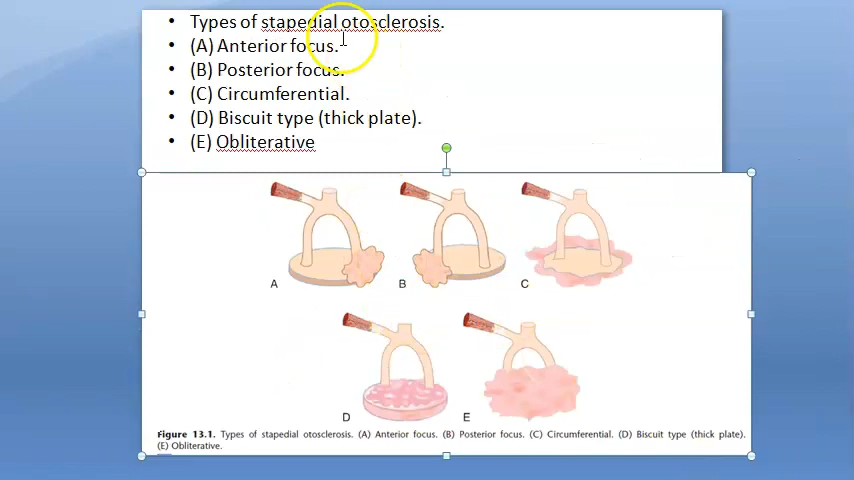 • Types of stapedial otosclerosis.
• (A) Anterior focus.
• (B) Posterior focus.
• (C) Circumferential.
• (D) Biscuit type (thick plate).
• (E) Obliterative
A
B
C
D
E
Figure 13.1. Types of stapedial otosclerosis. (A) Anterior focus. (B) Posterior focus. (C) Circumferential. (D) Biscuit type (thick plate).
(E) Obliterative.